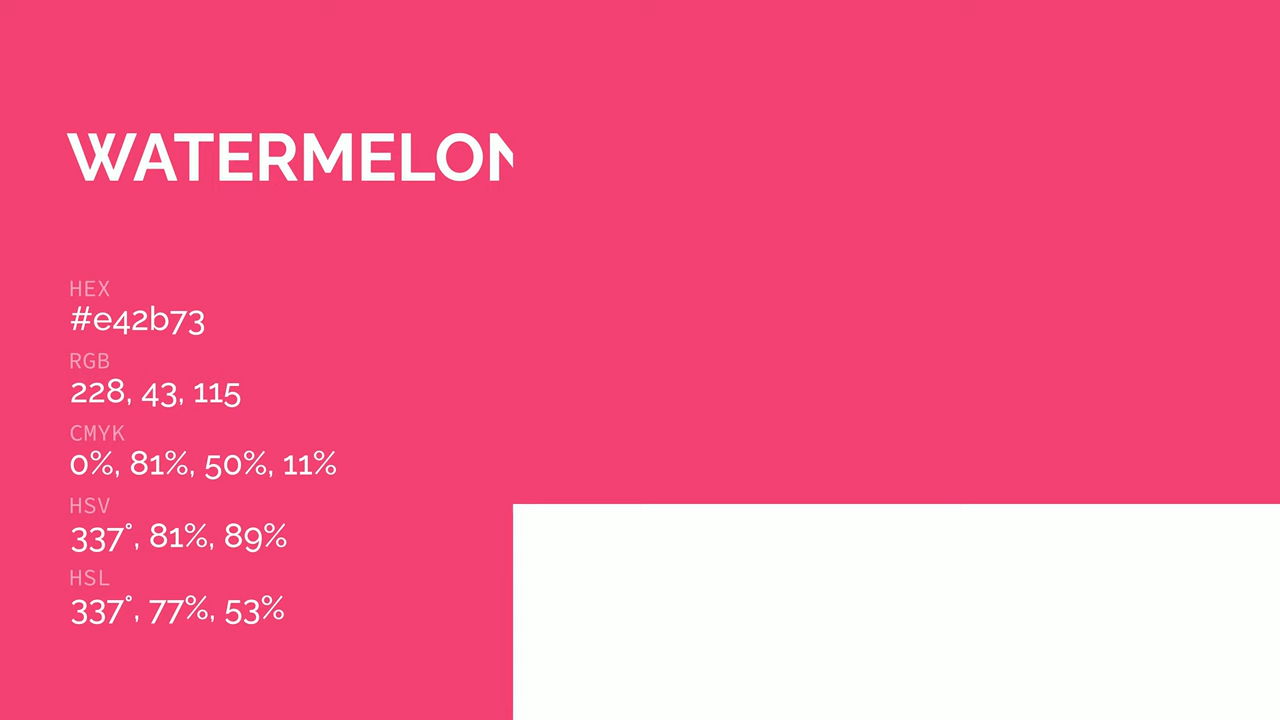 WATERMELON
HEX
#e42b73
RGB
228, 43, 115
CMYK
0%, 81%, 50%, 11%
HSV
337°, 81%, 89%
HSL
337°, 77%, 53%